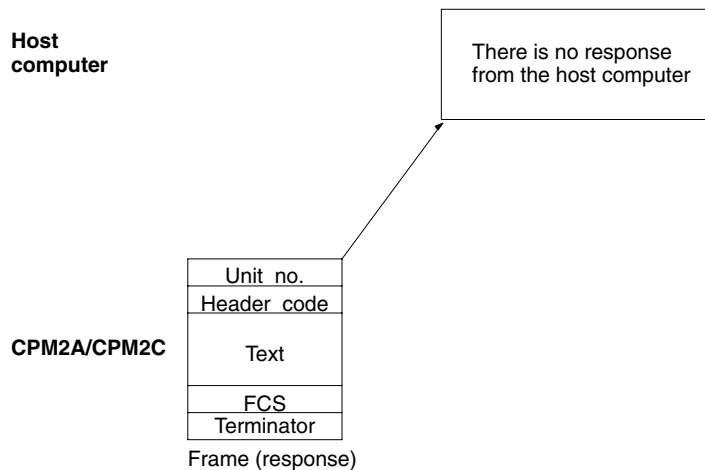 Host
computer
There is no response
from the host computer
Unit no.
Header code
CPM2A/CPM2C
Text
FCS
Terminator
Frame (response)